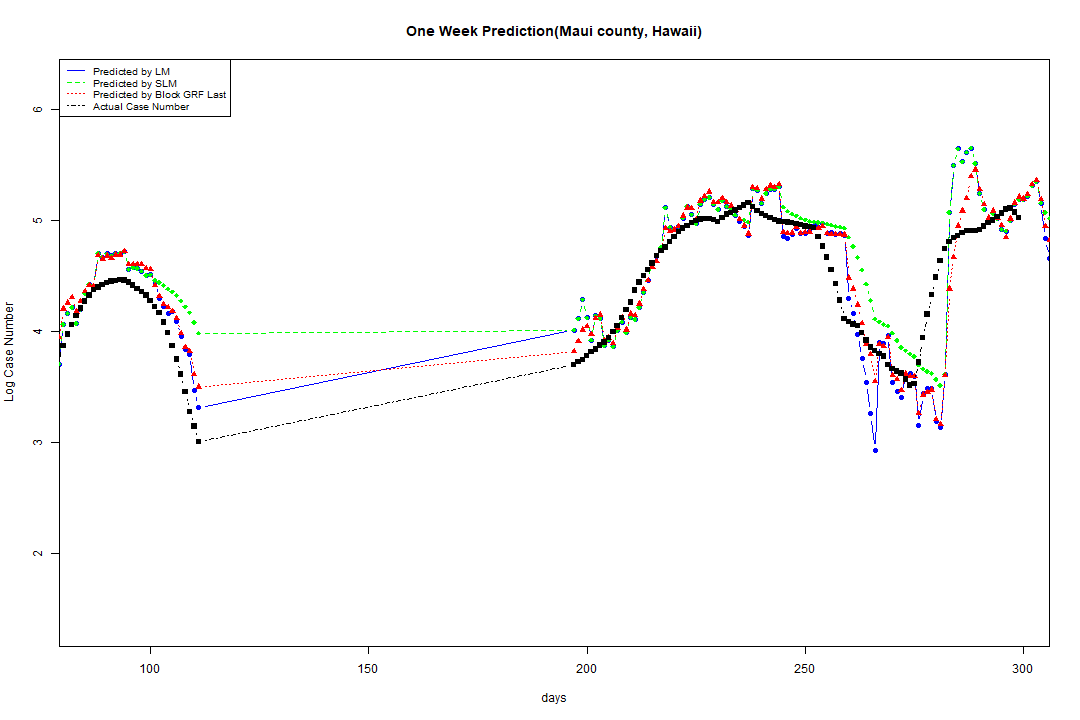 One Week Prediction(Maui county, Hawaii)
Predicted by LM
Predicted by SLM
Predicted by Block GRF Last
Actual Case Number
Log Case Number
6
5
4
3
2
100
150
200
250
300
days